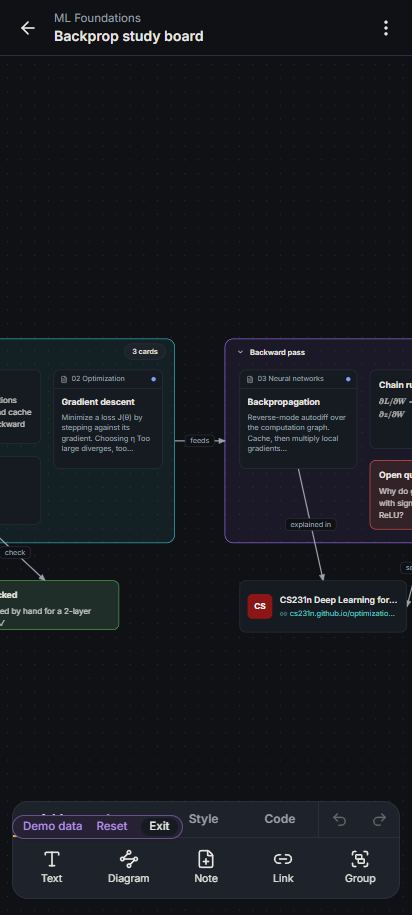 ML Foundations
Backprop study board
3 cards
Backward pass
02 Optimization
Gradient descent
Minimize a loss J(θ) by
stepping against its
gradient. Choosing η Too
large diverges, too...
feeds
03 Neural networks
Backpropagation
Reverse-mode autodiff over
the computation graph.
Cache, then multiply local
gradients...
Chain ru
∂L/∂W
∂z/∂W
tions
nd cache
ckward
Open qu
Why do
with sign
ReLU?
explained in
check
cked
ed by hand for a 2-layer
✓
CS
CS231n Deep Learning for...
cs231n.github.io/optimizatio...
Style
Code
Demo data
Reset
Exit
Text
Diagram
Note
Link
Group